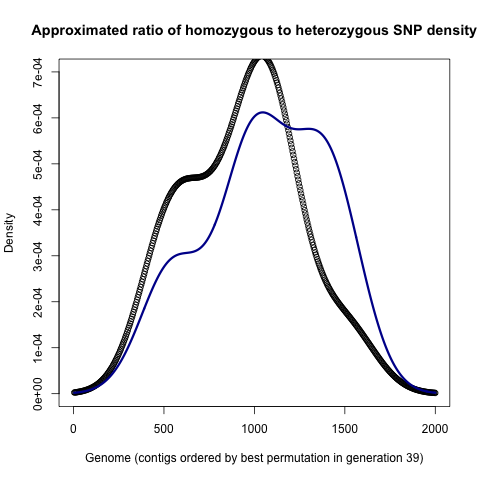 Approximated ratio of homozygous to heterozygous SNP density
7e-04
6e-04
5e-04
4e-04
3e-04
2e-04
1e-04
0e+00
Density
0 500 1000 1500 2000
Genome (contigs ordered by best permutation in generation 39)